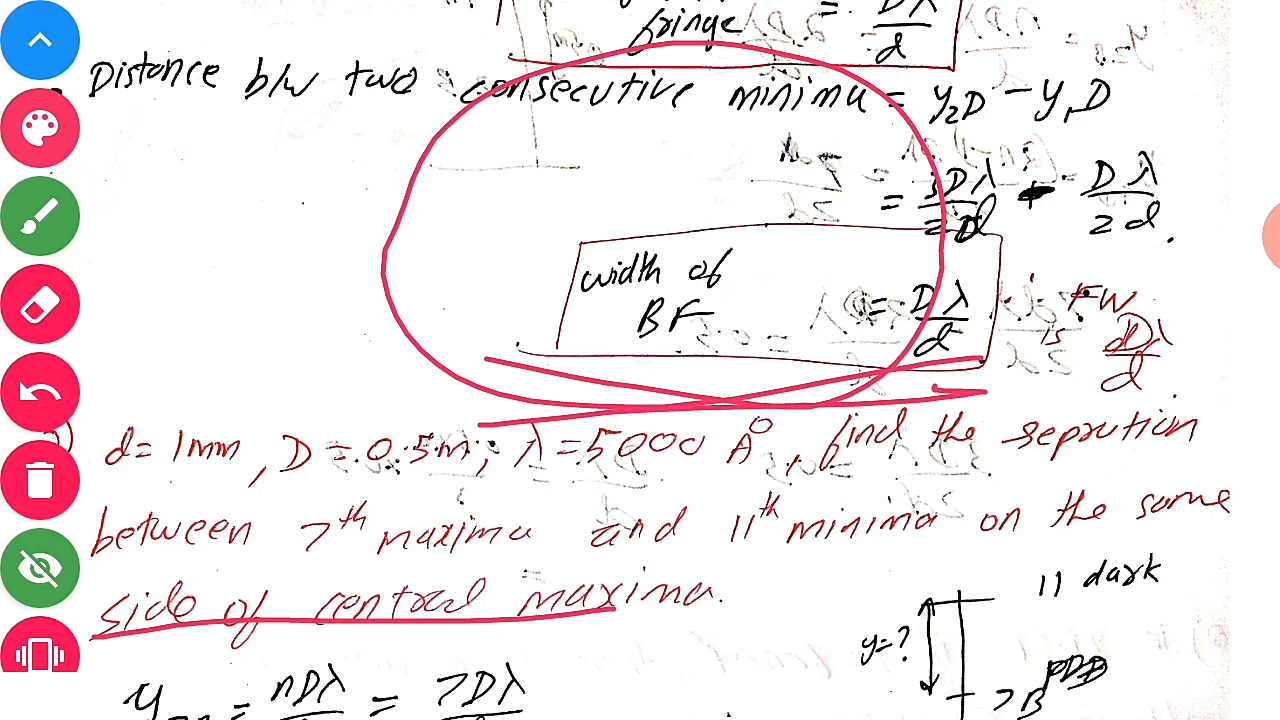 fringe = Dλ/d
Distance b/w two consecutive minima = y2D - y1D
= 3Dλ/2d - Dλ/2d.
width of BF = Dλ/d
FW is Dλ/d
d = 1mm, D = 0.5m; λ = 5000 A°, find the sepration
between 7th maxima and 11th minima on the same
side of central maxima.
11 dark
y=?
7B
y = nDλ = 7Dλ